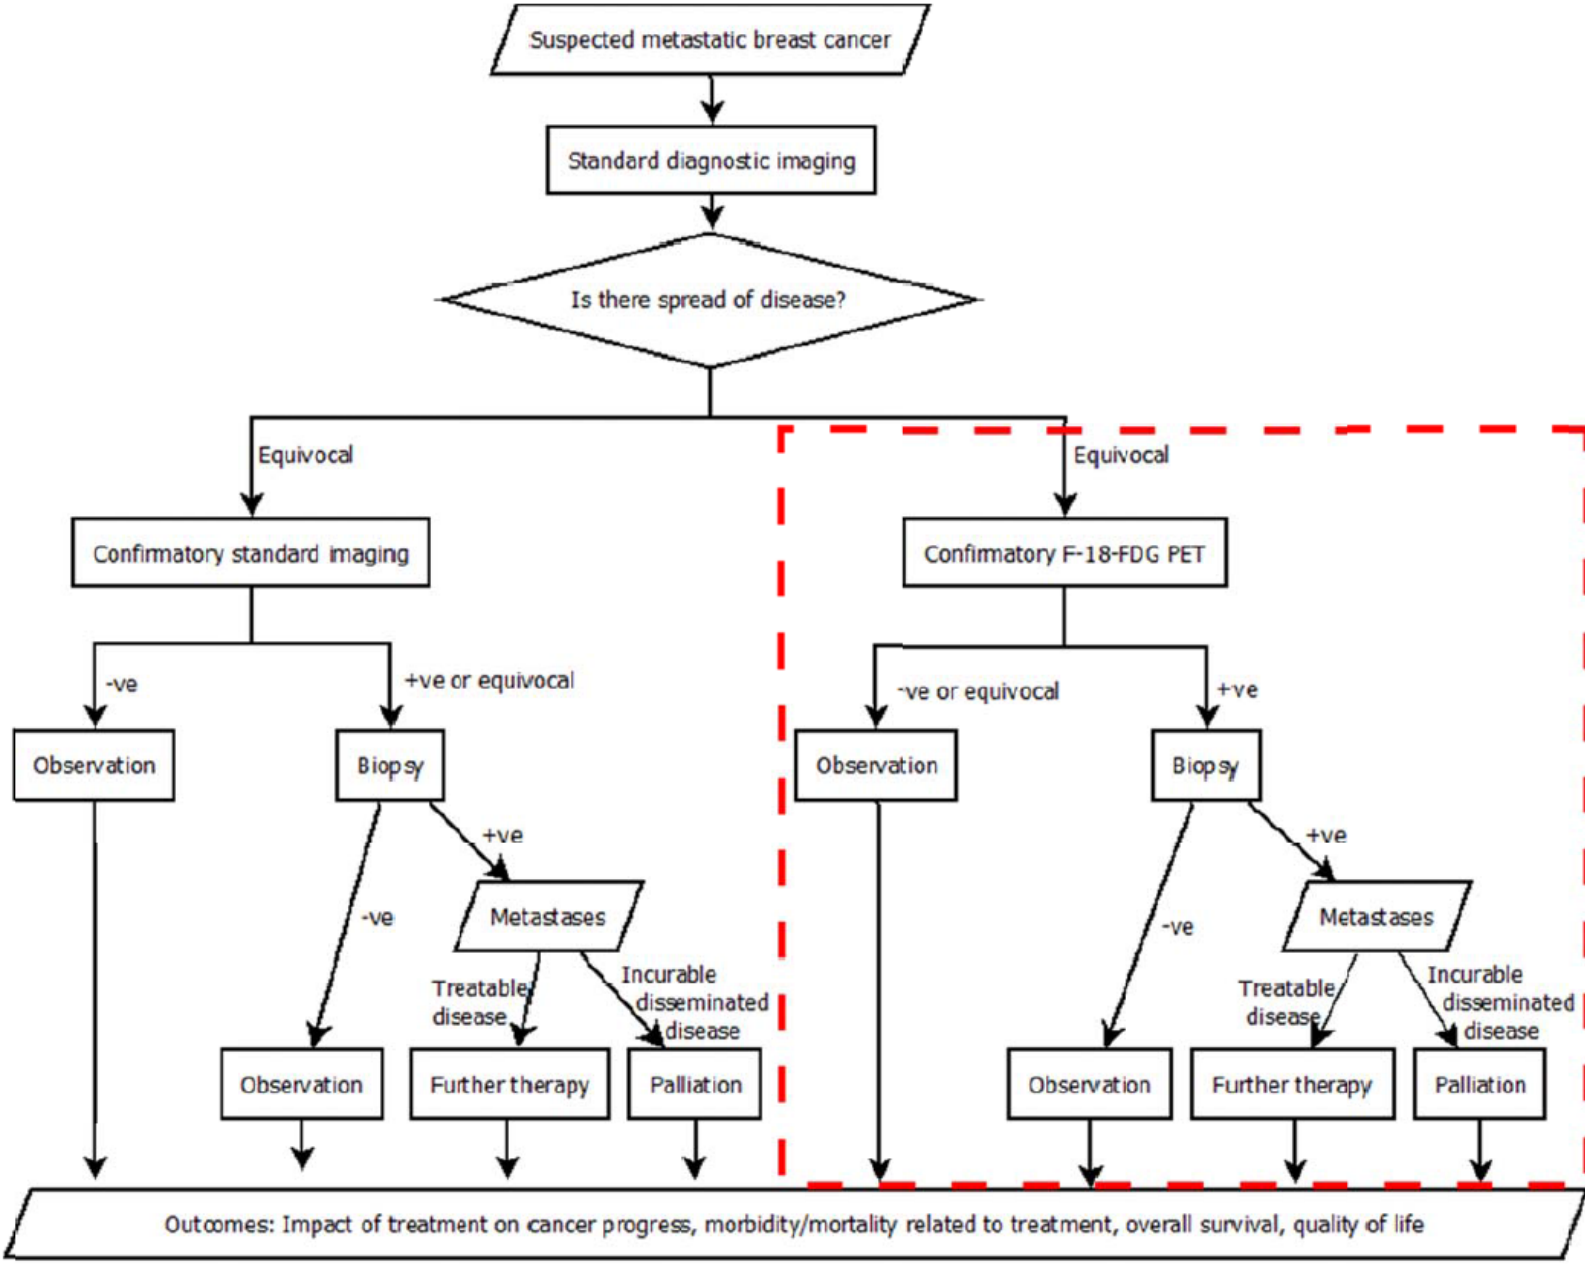 Suspected metastatic breast cancer
Standard diagnostic imaging
Is there spread of disease?
Equivocal
Equivocal
Confirmatory standard imaging
Confirmatory F-18-FDG PET
-ve
+ve or equivocal
-ve or equivocal
+ve
Observation
Biopsy
Observation
Biopsy
+ve
+ve
-ve
Metastases
-ve
Metastases
Treatable
disease
Incurable
disseminated
disease
Treatable
disease
Incurable
disseminated
disease
Observation
Further therapy
Palliation
Observation
Further therapy
Palliation
Outcomes: Impact of treatment on cancer progress, morbidity/mortality related to treatment, overall survival, quality of life